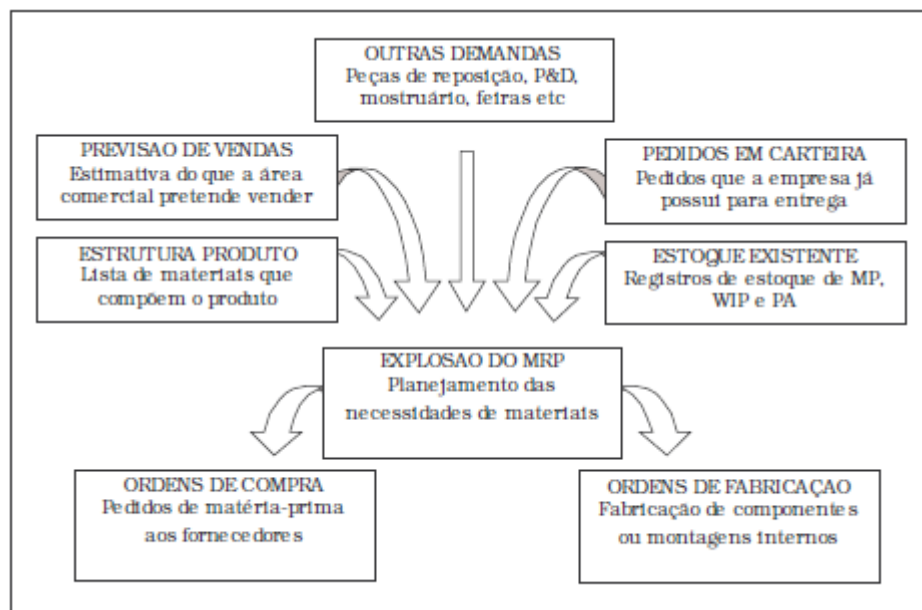 OUTRAS DEMANDAS
Peças de reposição, P&D,
mostruário, feiras etc
PREVISAO DE VENDAS
Estimativa do que a área
comercial pretende vender
PEDIDOS EM CARTEIRA
Pedidos que a empresa já
possui para entrega
ESTRUTURA PRODUTO
Lista de materiais que
compõem o produto
ESTOQUE EXISTENTE
Registros de estoque de MP,
WIP e PA
EXPLOSAO DO MRP
Planejamento das
necessidades de materiais
ORDENS DE COMPRA
Pedidos de matéria-prima
aos fornecedores
ORDENS DE FABRICAÇAO
Fabricação de componentes
ou montagens internos